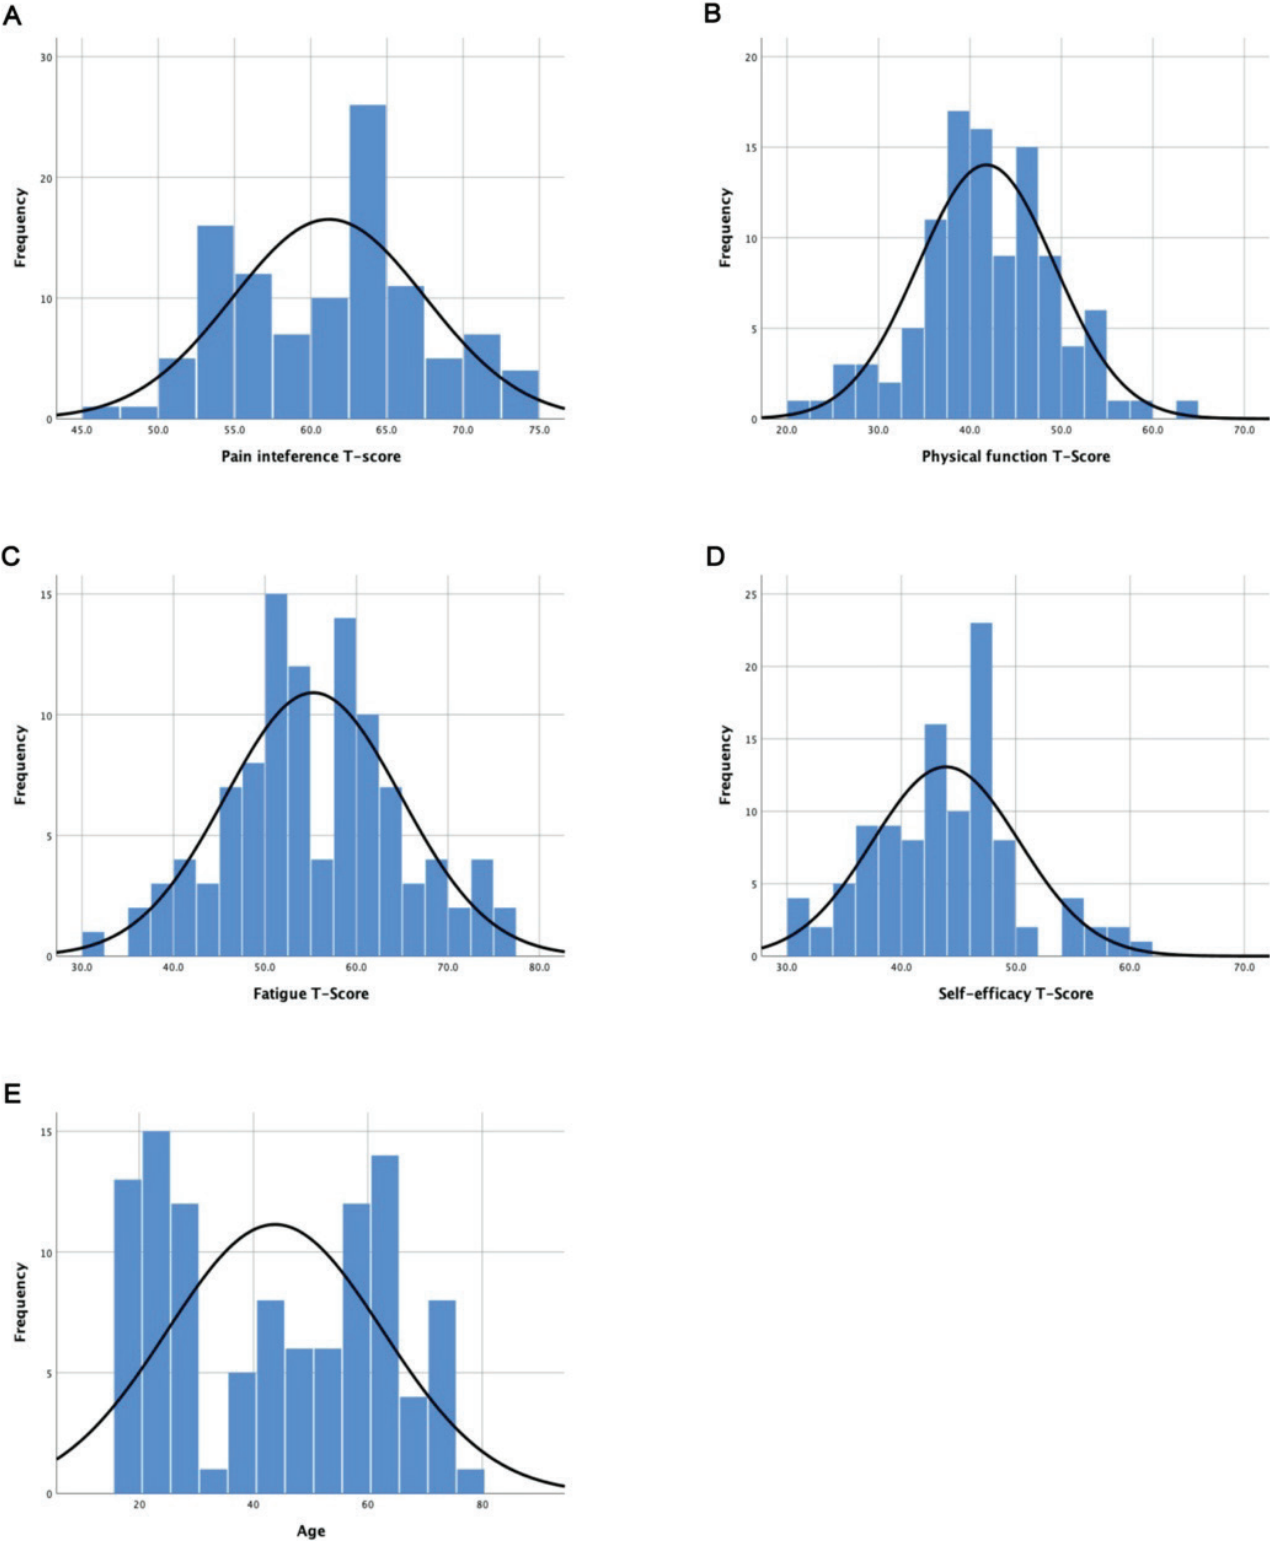 A
30
20
10
0
Frequency
45.0 50.0 55.0 60.0 65.0 70.0 75.0
Pain inteference T-score
B
20
15
10
5
0
Frequency
20.0 30.0 40.0 50.0 60.0 70.0
Physical function T-Score
C
15
10
5
0
Frequency
30.0 40.0 50.0 60.0 70.0 80.0
Fatigue T-Score
D
25
20
15
10
5
0
Frequency
30.0 40.0 50.0 60.0 70.0
Self-efficacy T-Score
E
15
10
5
0
Frequency
20 40 60 80
Age